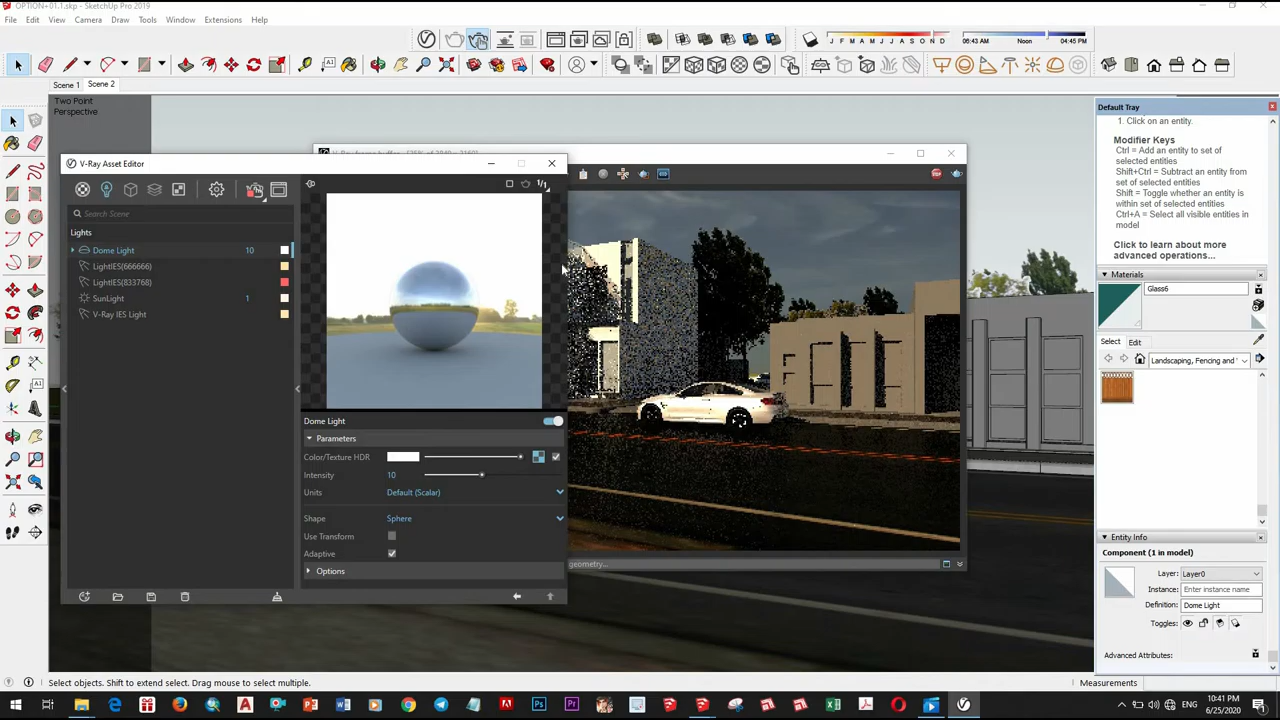 OPTION+01.1.skp - SketchUp Pro 2019
File Edit View Camera Draw Tools Window Extensions Help
J F M A M J J A S O N D
06:43 AM Noon 04:45 PM
Scene 1 Scene 2
Two Point
Perspective
V-Ray Asset Editor
Search Scene
Lights
Dome Light 10
LightIES(666666)
LightIES(833768)
SunLight 1
V-Ray IES Light
1/1
Dome Light
Parameters
Color/Texture HDR
Intensity 10
Units Default (Scalar)
Shape Sphere
Use Transform
Adaptive
Options
geometry...
STOP
Default Tray
1. Click on an entity.
Modifier Keys
Ctrl = Add an entity to set of
selected entities
Shift+Ctrl = Subtract an entity from
set of selected entities
Shift = Toggle whether an entity is
within set of selected entities
Ctrl+A = Select all visible entities in
model
Click to learn about more
advanced operations...
Materials
Glass6
Select Edit
Landscaping, Fencing and
Entity Info
Component (1 in model)
Layer: Layer0
Instance: Enter instance name
Definition: Dome Light
Toggles:
Advanced Attributes:
Select objects. Shift to extend select. Drag mouse to select multiple.
Measurements
10:41 PM
6/25/2020